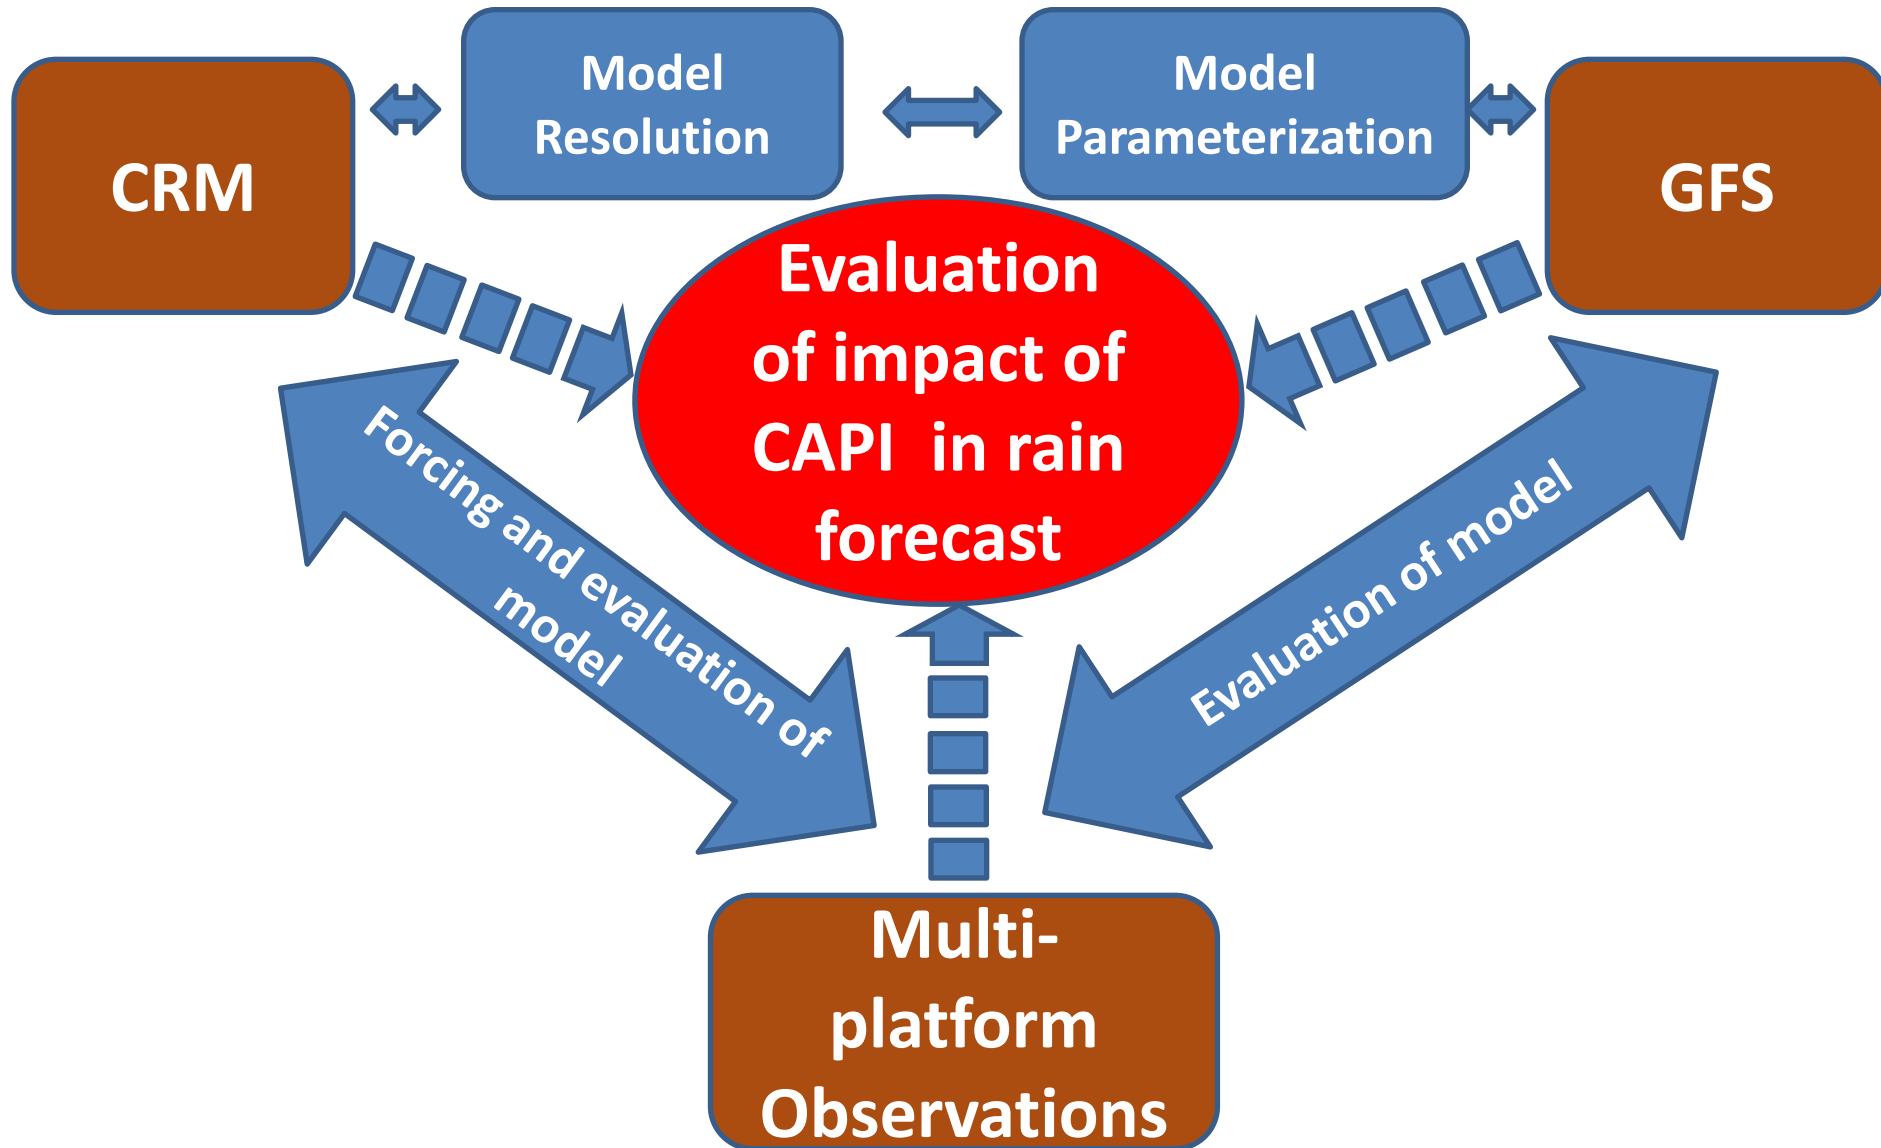 CRM
Model
Resolution
Model
Parameterization
GFS
Evaluation
of impact of
CAPI  in rain
forecast
Forcing and evaluation of
model
Evaluation of model
Multi-
platform
Observations